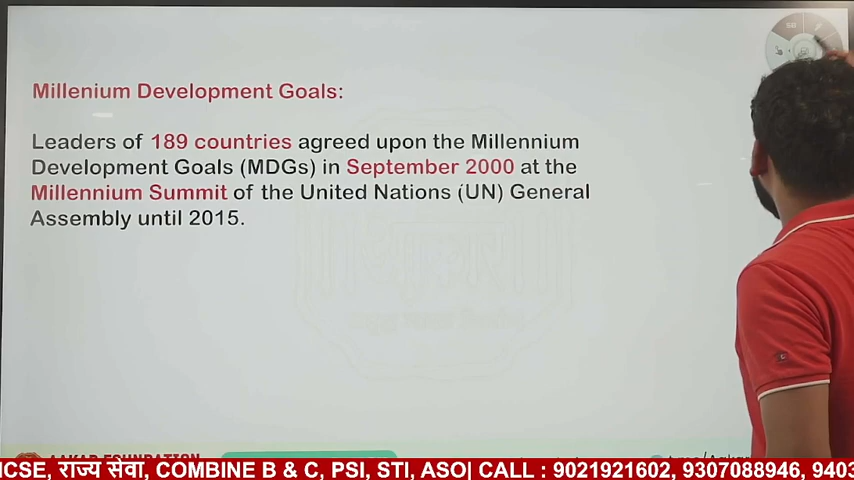 Millenium Development Goals:
Leaders of 189 countries agreed upon the Millennium
Development Goals (MDGs) in September 2000 at the
Millennium Summit of the United Nations (UN) General
Assembly until 2015.
AAKAR FOUNDATION
ICSE, राज्य सेवा, COMBINE B & C, PSI, STI, ASO| CALL : 9021921602, 9307088946, 9403